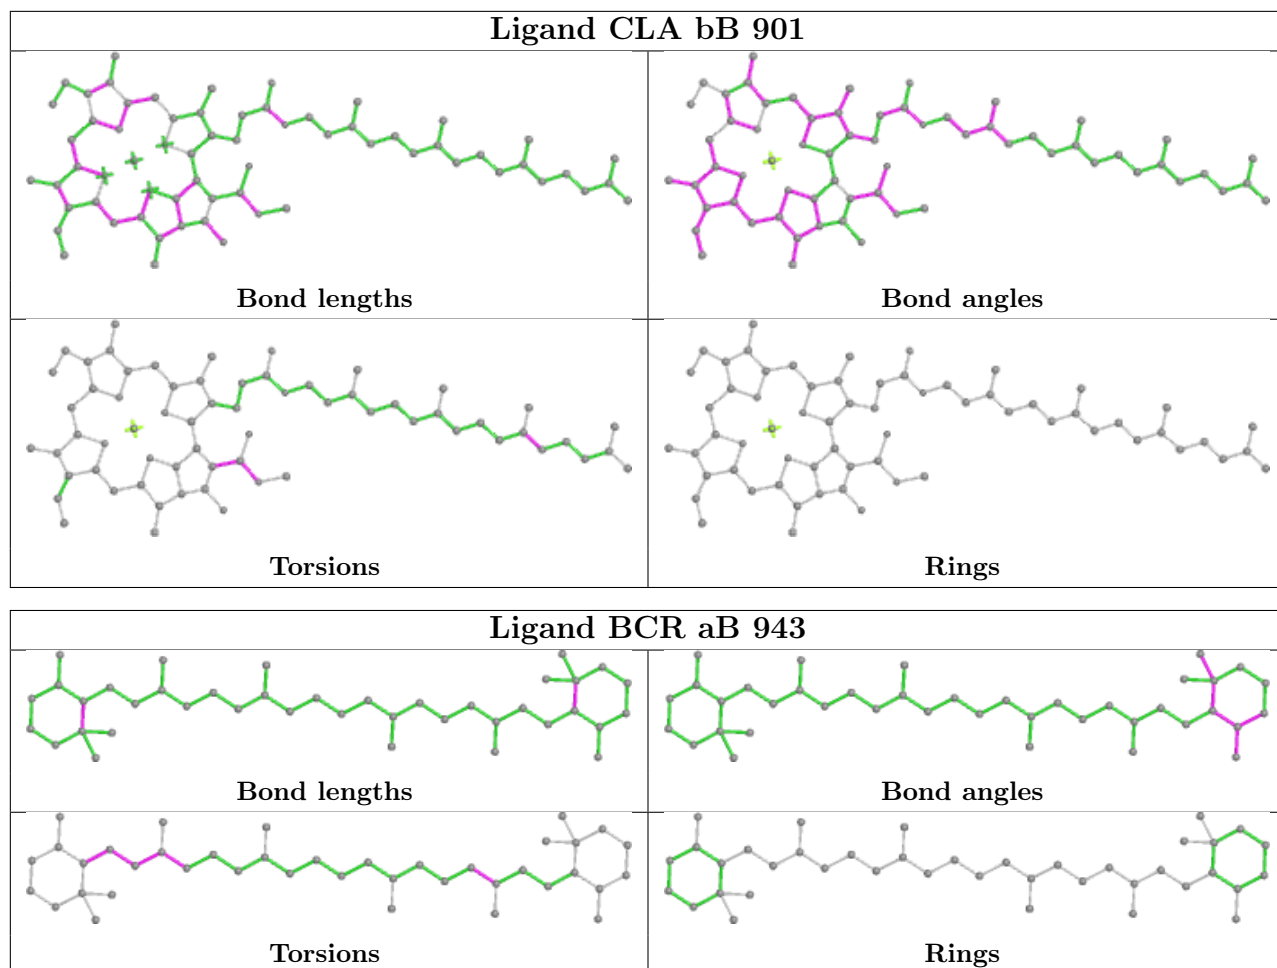 Ligand CLA bB 901
Bond lengths
Bond angles
Torsions
Rings
Ligand BCR aB 943
Bond lengths
Bond angles
Torsions
Rings